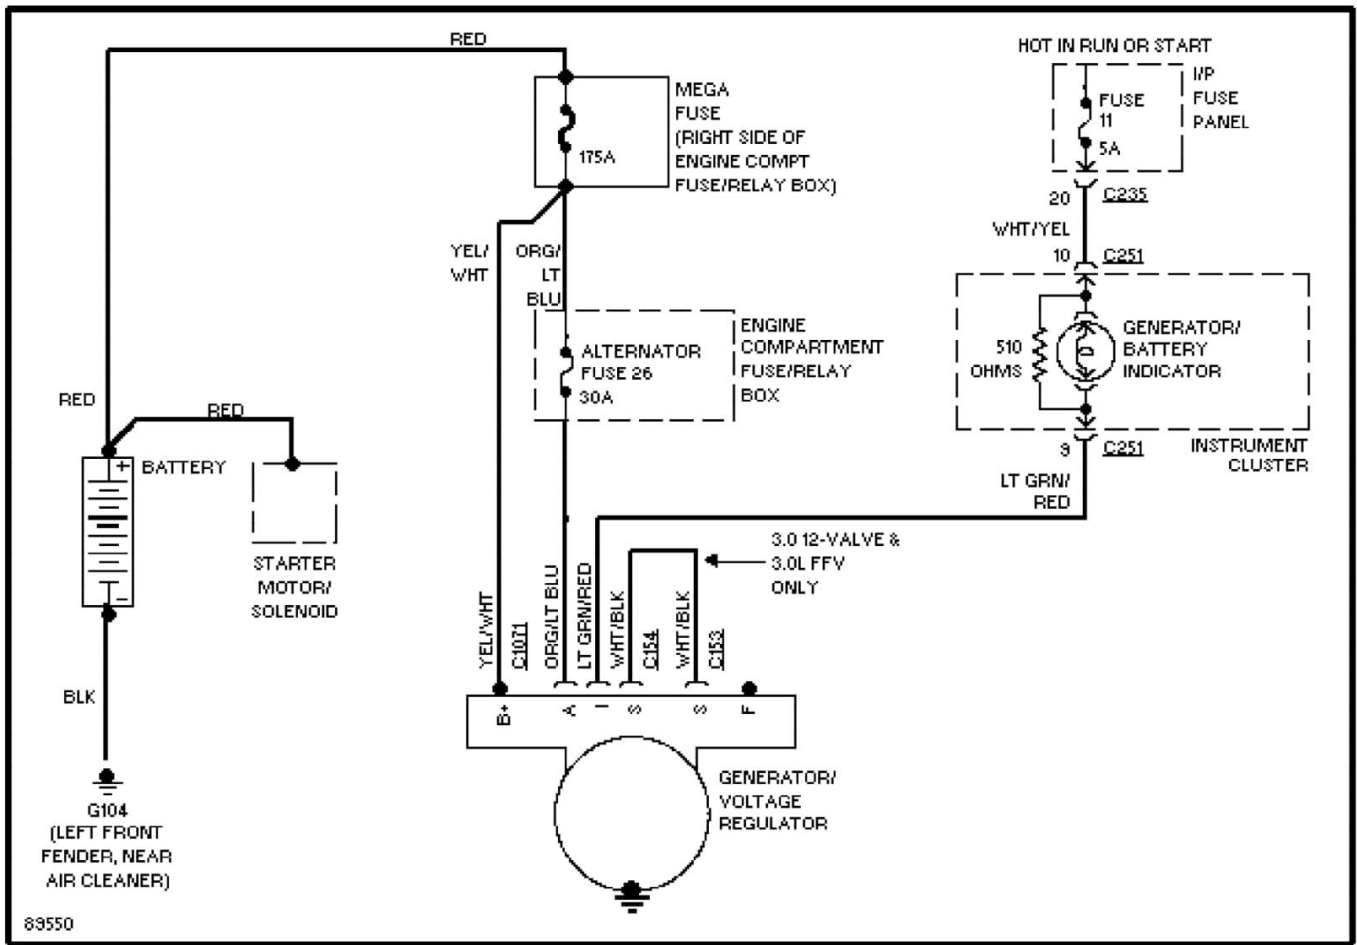 RED
HOT IN RUN OR START
MEGA
FUSE
(RIGHT SIDE OF
ENGINE COMPT
FUSE/RELAY BOX)
175A
I/P
FUSE
PANEL
FUSE
11
5A
20 C235
WHT/YEL
10 C251
YEL/
WHT
ORG/
LT
BLU
ENGINE
COMPARTMENT
FUSE/RELAY
BOX
ALTERNATOR
FUSE 26
30A
510
OHMS
GENERATOR/
BATTERY
INDICATOR
RED
RED
BATTERY
+
-
STARTER
MOTOR/
SOLENOID
9 C251
INSTRUMENT
CLUSTER
LT GRN/
RED
3.0 12-VALVE &
3.0L FFV
ONLY
YEL/WHT
C1071
ORG/LT BLU
LT GRN/RED
WHT/BLK
C154
WHT/BLK
C153
B+
A
I
S
S
F
BLK
GENERATOR/
VOLTAGE
REGULATOR
G104
(LEFT FRONT
FENDER, NEAR
AIR CLEANER)
89550